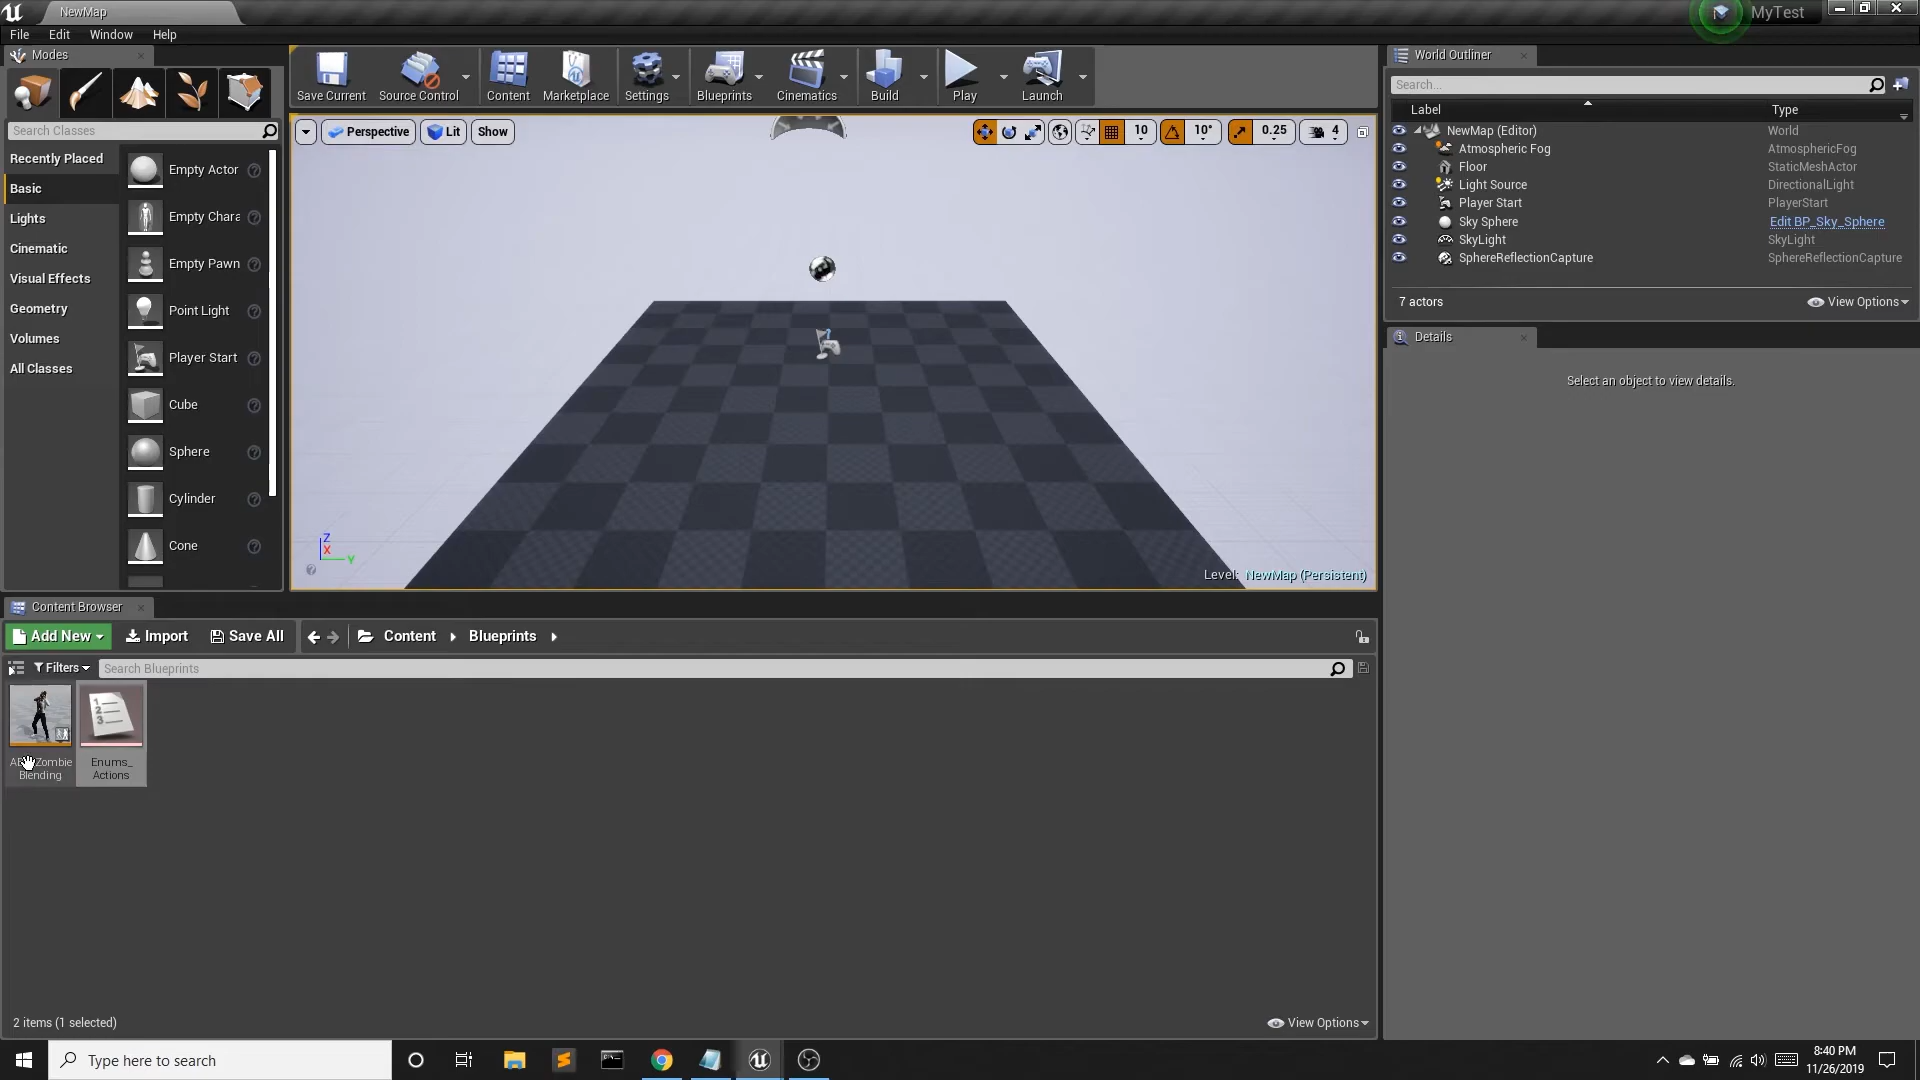 NewMap
MyTest
File Edit Window Help
Modes
Save Current Source Control Content Marketplace Settings Blueprints Cinematics Build Play Launch
Search Classes
Recently Placed
Basic
Lights
Cinematic
Visual Effects
Geometry
Volumes
All Classes
Empty Actor
Empty Chara
Empty Pawn
Point Light
Player Start
Cube
Sphere
Cylinder
Cone
Perspective Lit Show
10 10° 0.25 4
Z
X
Y
Level: NewMap (Persistent)
World Outliner
Search...
Label Type
NewMap (Editor) World
Atmospheric Fog AtmosphericFog
Floor StaticMeshActor
Light Source DirectionalLight
Player Start PlayerStart
Sky Sphere Edit BP_Sky_Sphere
SkyLight SkyLight
SphereReflectionCapture SphereReflectionCapture
7 actors View Options
Details
Select an object to view details.
Content Browser
Add New Import Save All Content Blueprints
Filters Search Blueprints
1
2
3
Zombie
Blending
Enums_
Actions
2 items (1 selected) View Options
Type here to search
8:40 PM
11/26/2019